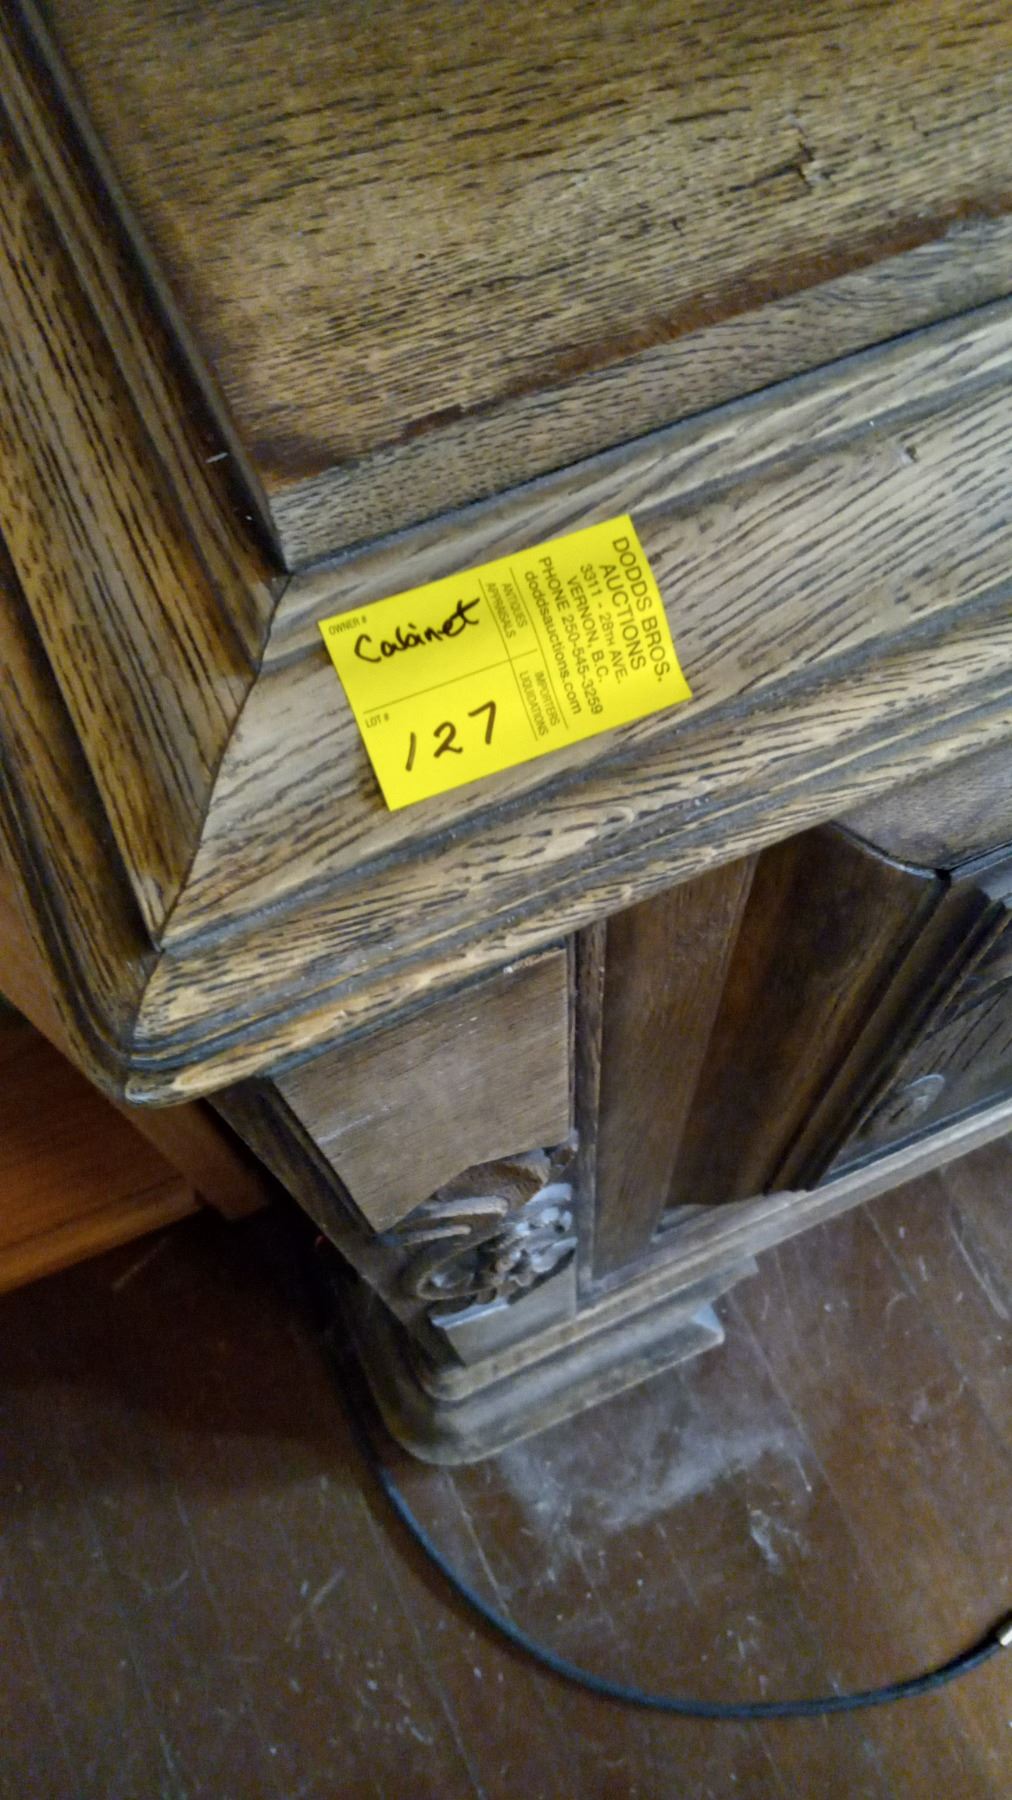 DODDS BROS.
AUCTIONS
3311 - 28TH AVE.
VERNON, B.C.
PHONE 250-545-3259
doddsauction.com
ANTIQUES
APPRAISALS
IMPORTERS
LIQUIDATIONS
OWNER #
Cabinet
LOT #
127